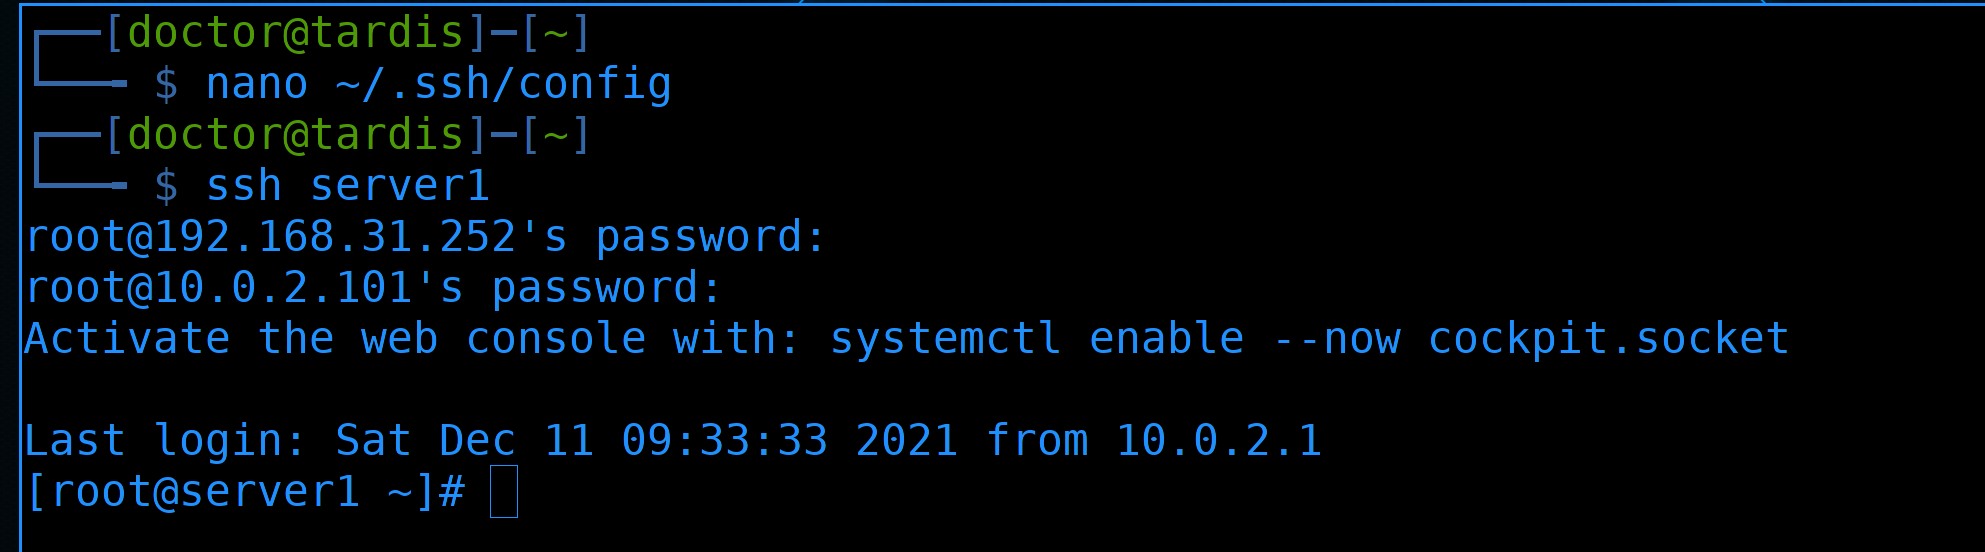 ┌──[doctor@tardis]─[~]
└──╼ $ nano ~/.ssh/config
┌──[doctor@tardis]─[~]
└──╼ $ ssh server1
root@192.168.31.252's password:
root@10.0.2.101's password:
Activate the web console with: systemctl enable --now cockpit.socket
Last login: Sat Dec 11 09:33:33 2021 from 10.0.2.1
[root@server1 ~]#